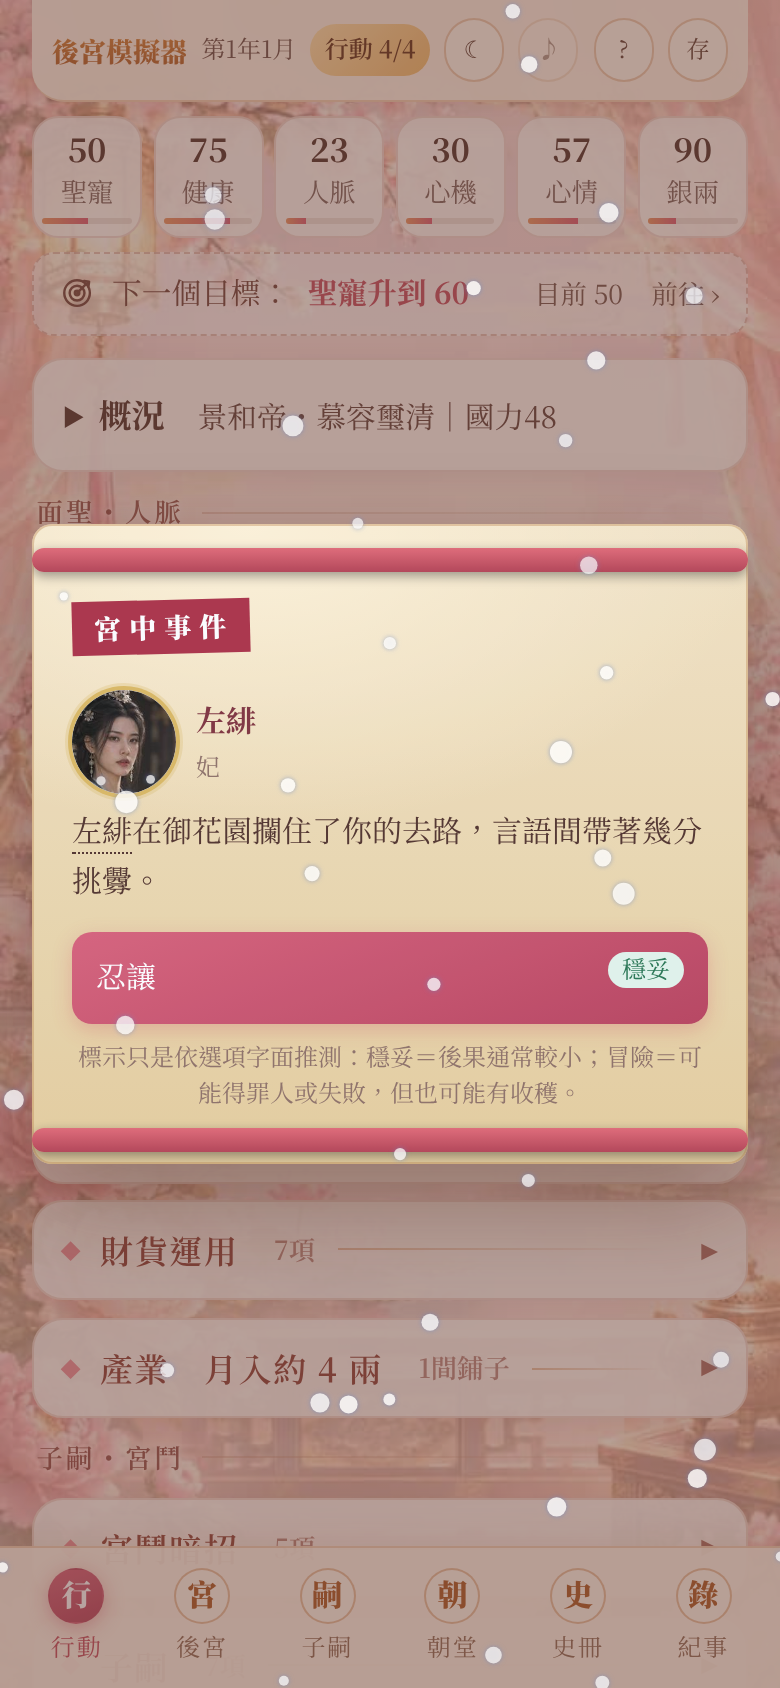 後宮模擬器 第1年1月 行動 4/4 ☾ ♪ ? 存
50 75 23 30 57 90
聖寵 健康 人脈 心機 心情 銀兩
下一個目標： 聖寵升到 60 目前 50 前往 ›
▶ 概況 景和帝・慕容璽清｜國力48
面聖・人脈
宮中事件
左緋
妃
左緋在御花園攔住了你的去路，言語間帶著幾分
挑釁。
忍讓 穩妥
標示只是依選項字面推測：穩妥＝後果通常較小；冒險＝可
能得罪人或失敗，但也可能有收穫。
◆ 財貨運用 7項 ▶
◆ 產業 月入約 4 兩 1間鋪子 ▶
子嗣・宮鬥
宮鬥暗招 5項
行 宮 嗣 朝 史 錄
行動 後宮 子嗣 朝堂 史冊 紀事